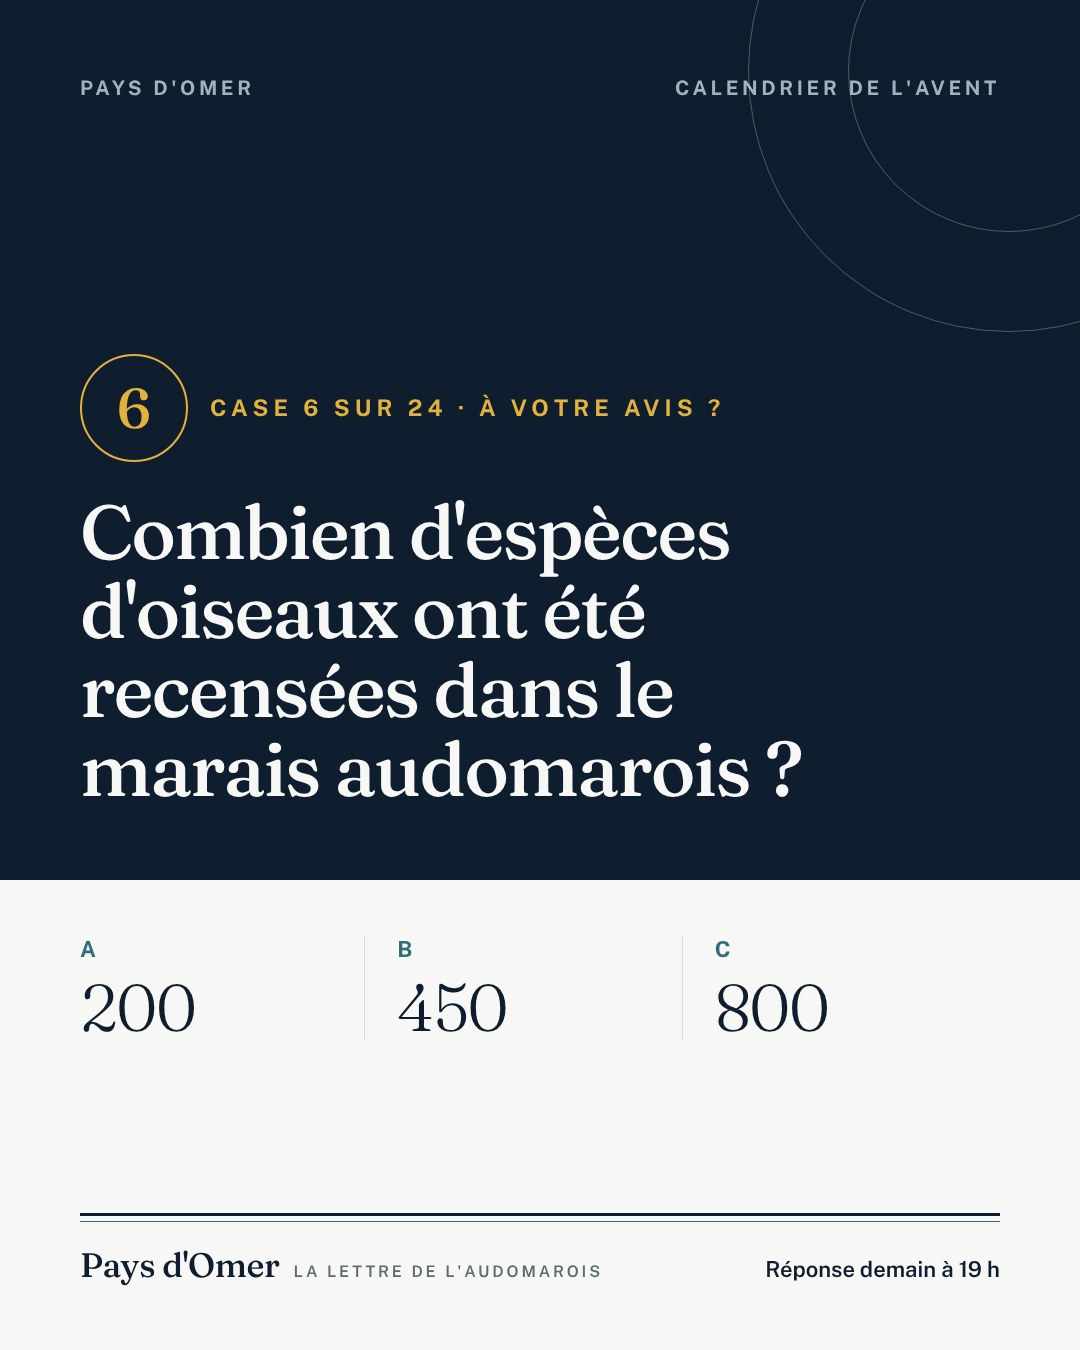 PAYS D'OMER
CALENDRIER DE L'AVENT
6
CASE 6 SUR 24 · À VOTRE AVIS ?
Combien d'espèces
d'oiseaux ont été
recensées dans le
marais audomarois ?
A
200
B
450
C
800
Pays d'Omer LA LETTRE DE L'AUDOMAROIS
Réponse demain à 19 h